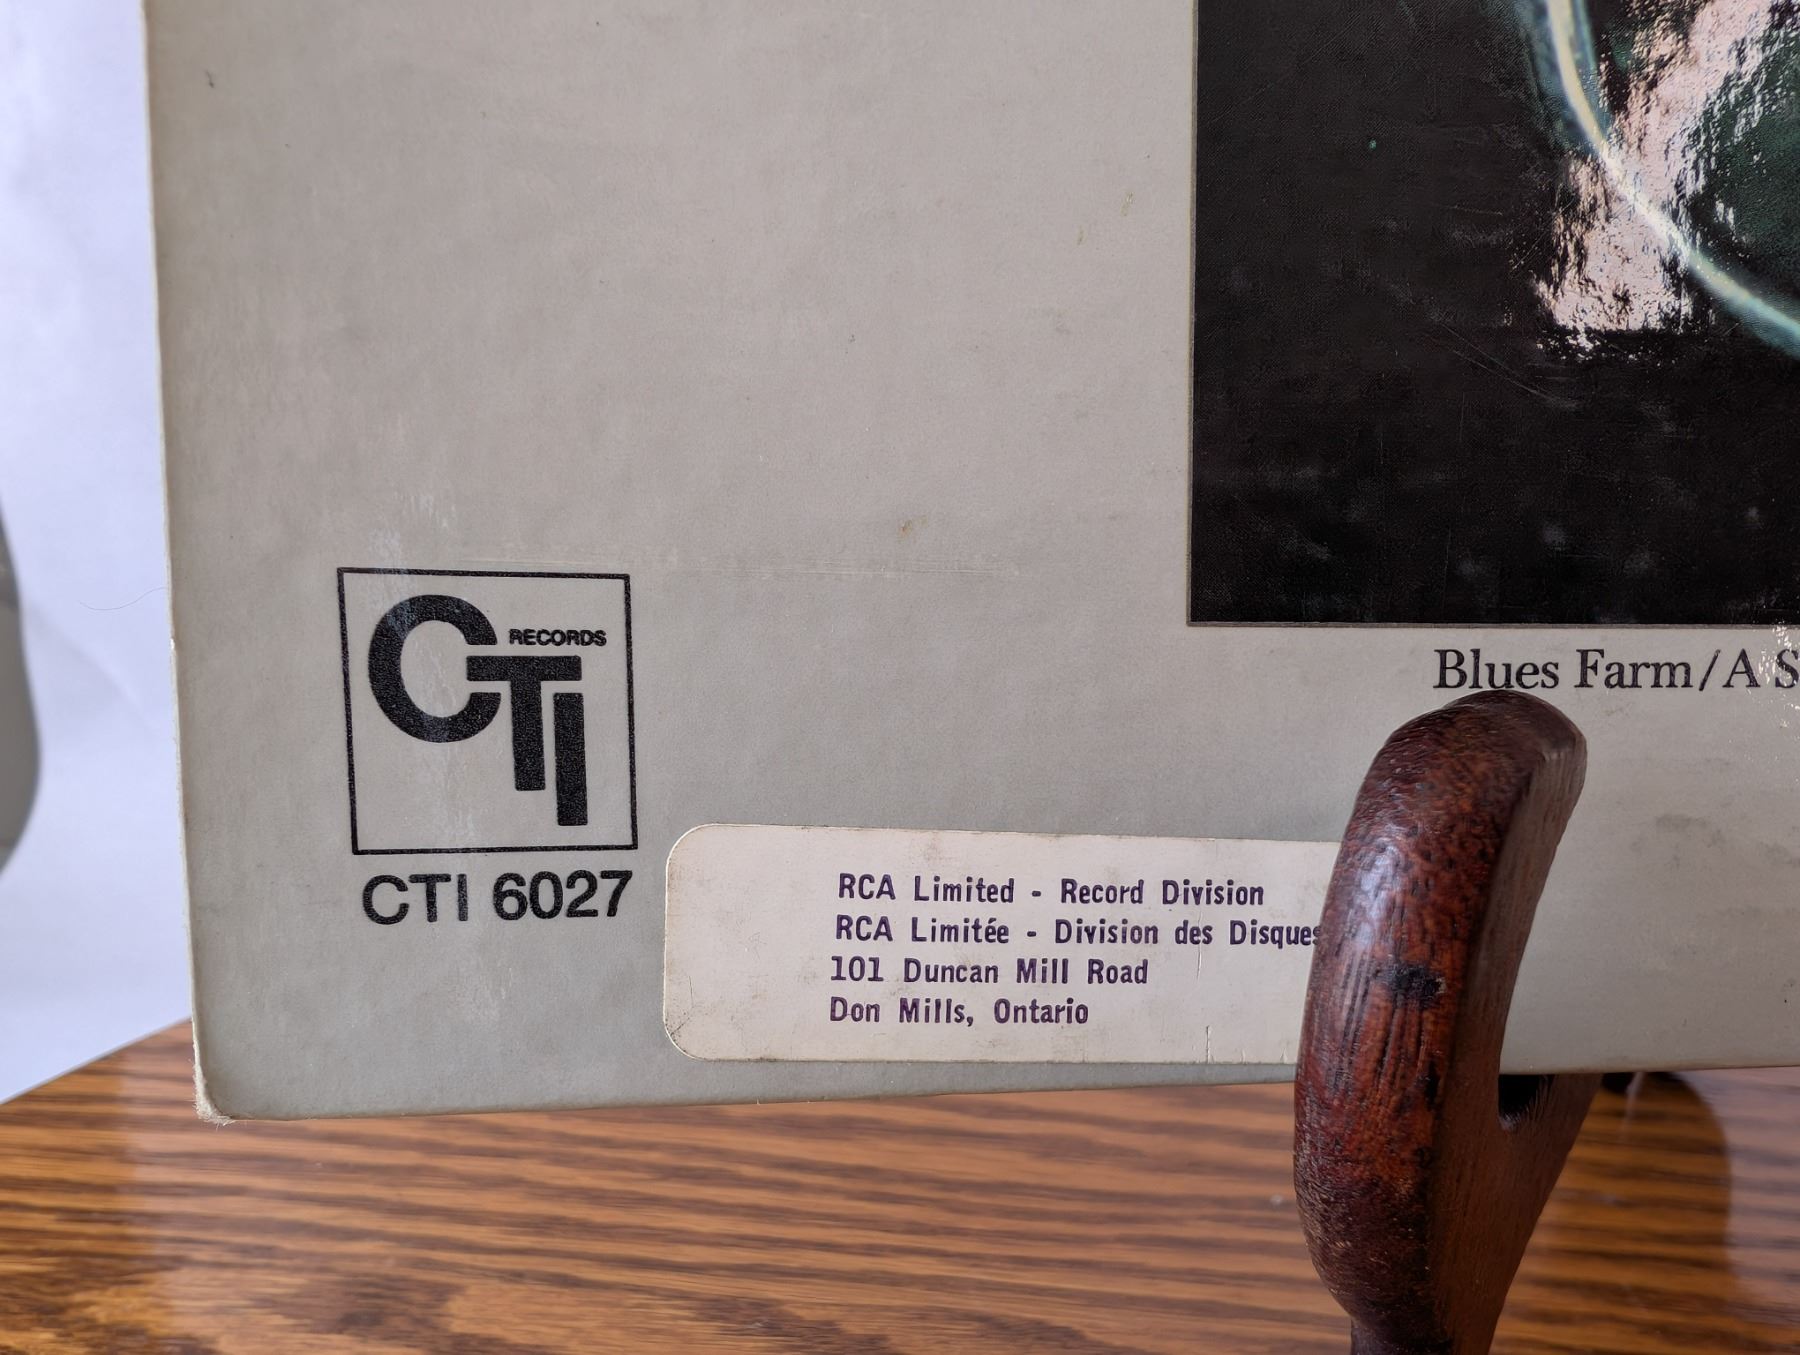 RECORDS
CTI
CTI 6027
Blues Farm/A
RCA Limited - Record Division
RCA Limitée - Division des Disques
101 Duncan Mill Road
Don Mills, Ontario